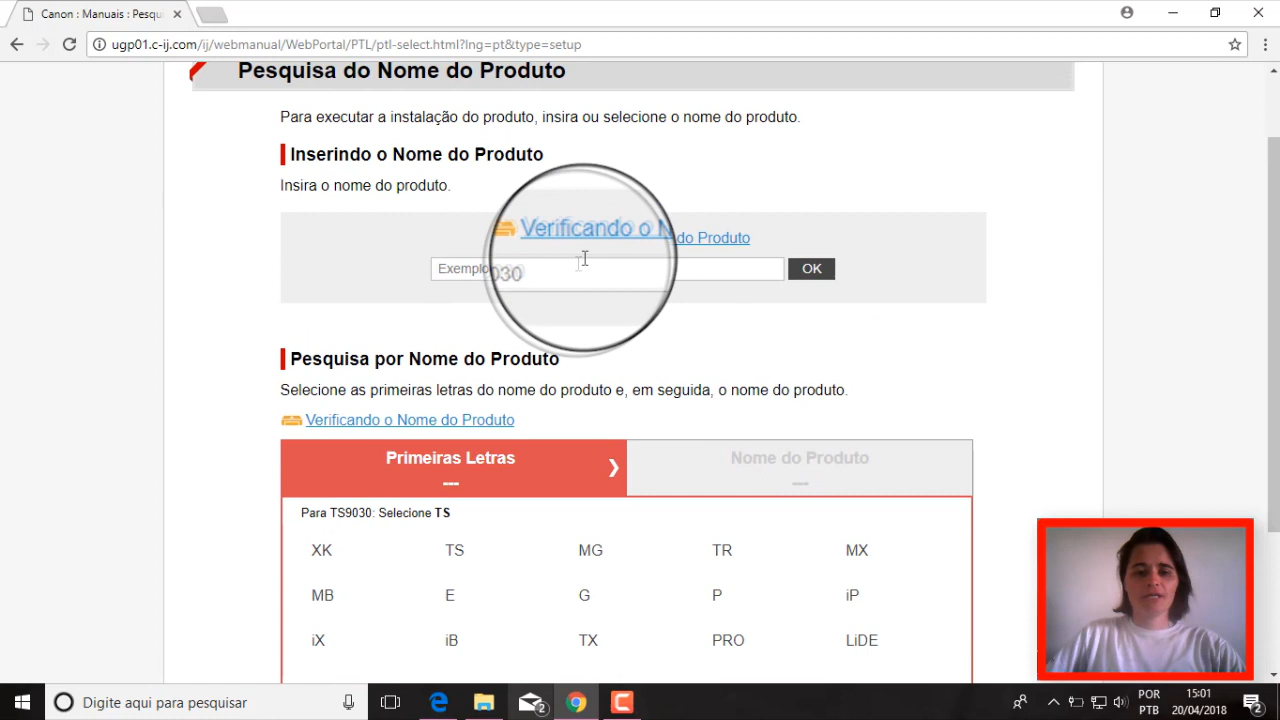 Canon : Manuais : Pesqui
ugp01.c-ij.com/ij/webmanual/WebPortal/PTL/ptl-select.html?lng=pt&type=setup
Pesquisa do Nome do Produto
Para executar a instalação do produto, insira ou selecione o nome do produto.
Inserindo o Nome do Produto
Insira o nome do produto.
Verificando o N do Produto
Exemplo 030
OK
Pesquisa por Nome do Produto
Selecione as primeiras letras do nome do produto e, em seguida, o nome do produto.
Verificando o Nome do Produto
Primeiras Letras
---
❯
Nome do Produto
---
Para TS9030: Selecione TS
XK TS MG TR MX
MB E G P iP
iX iB TX PRO LiDE
Digite aqui para pesquisar
2
POR
PTB
15:01
20/04/2018
2